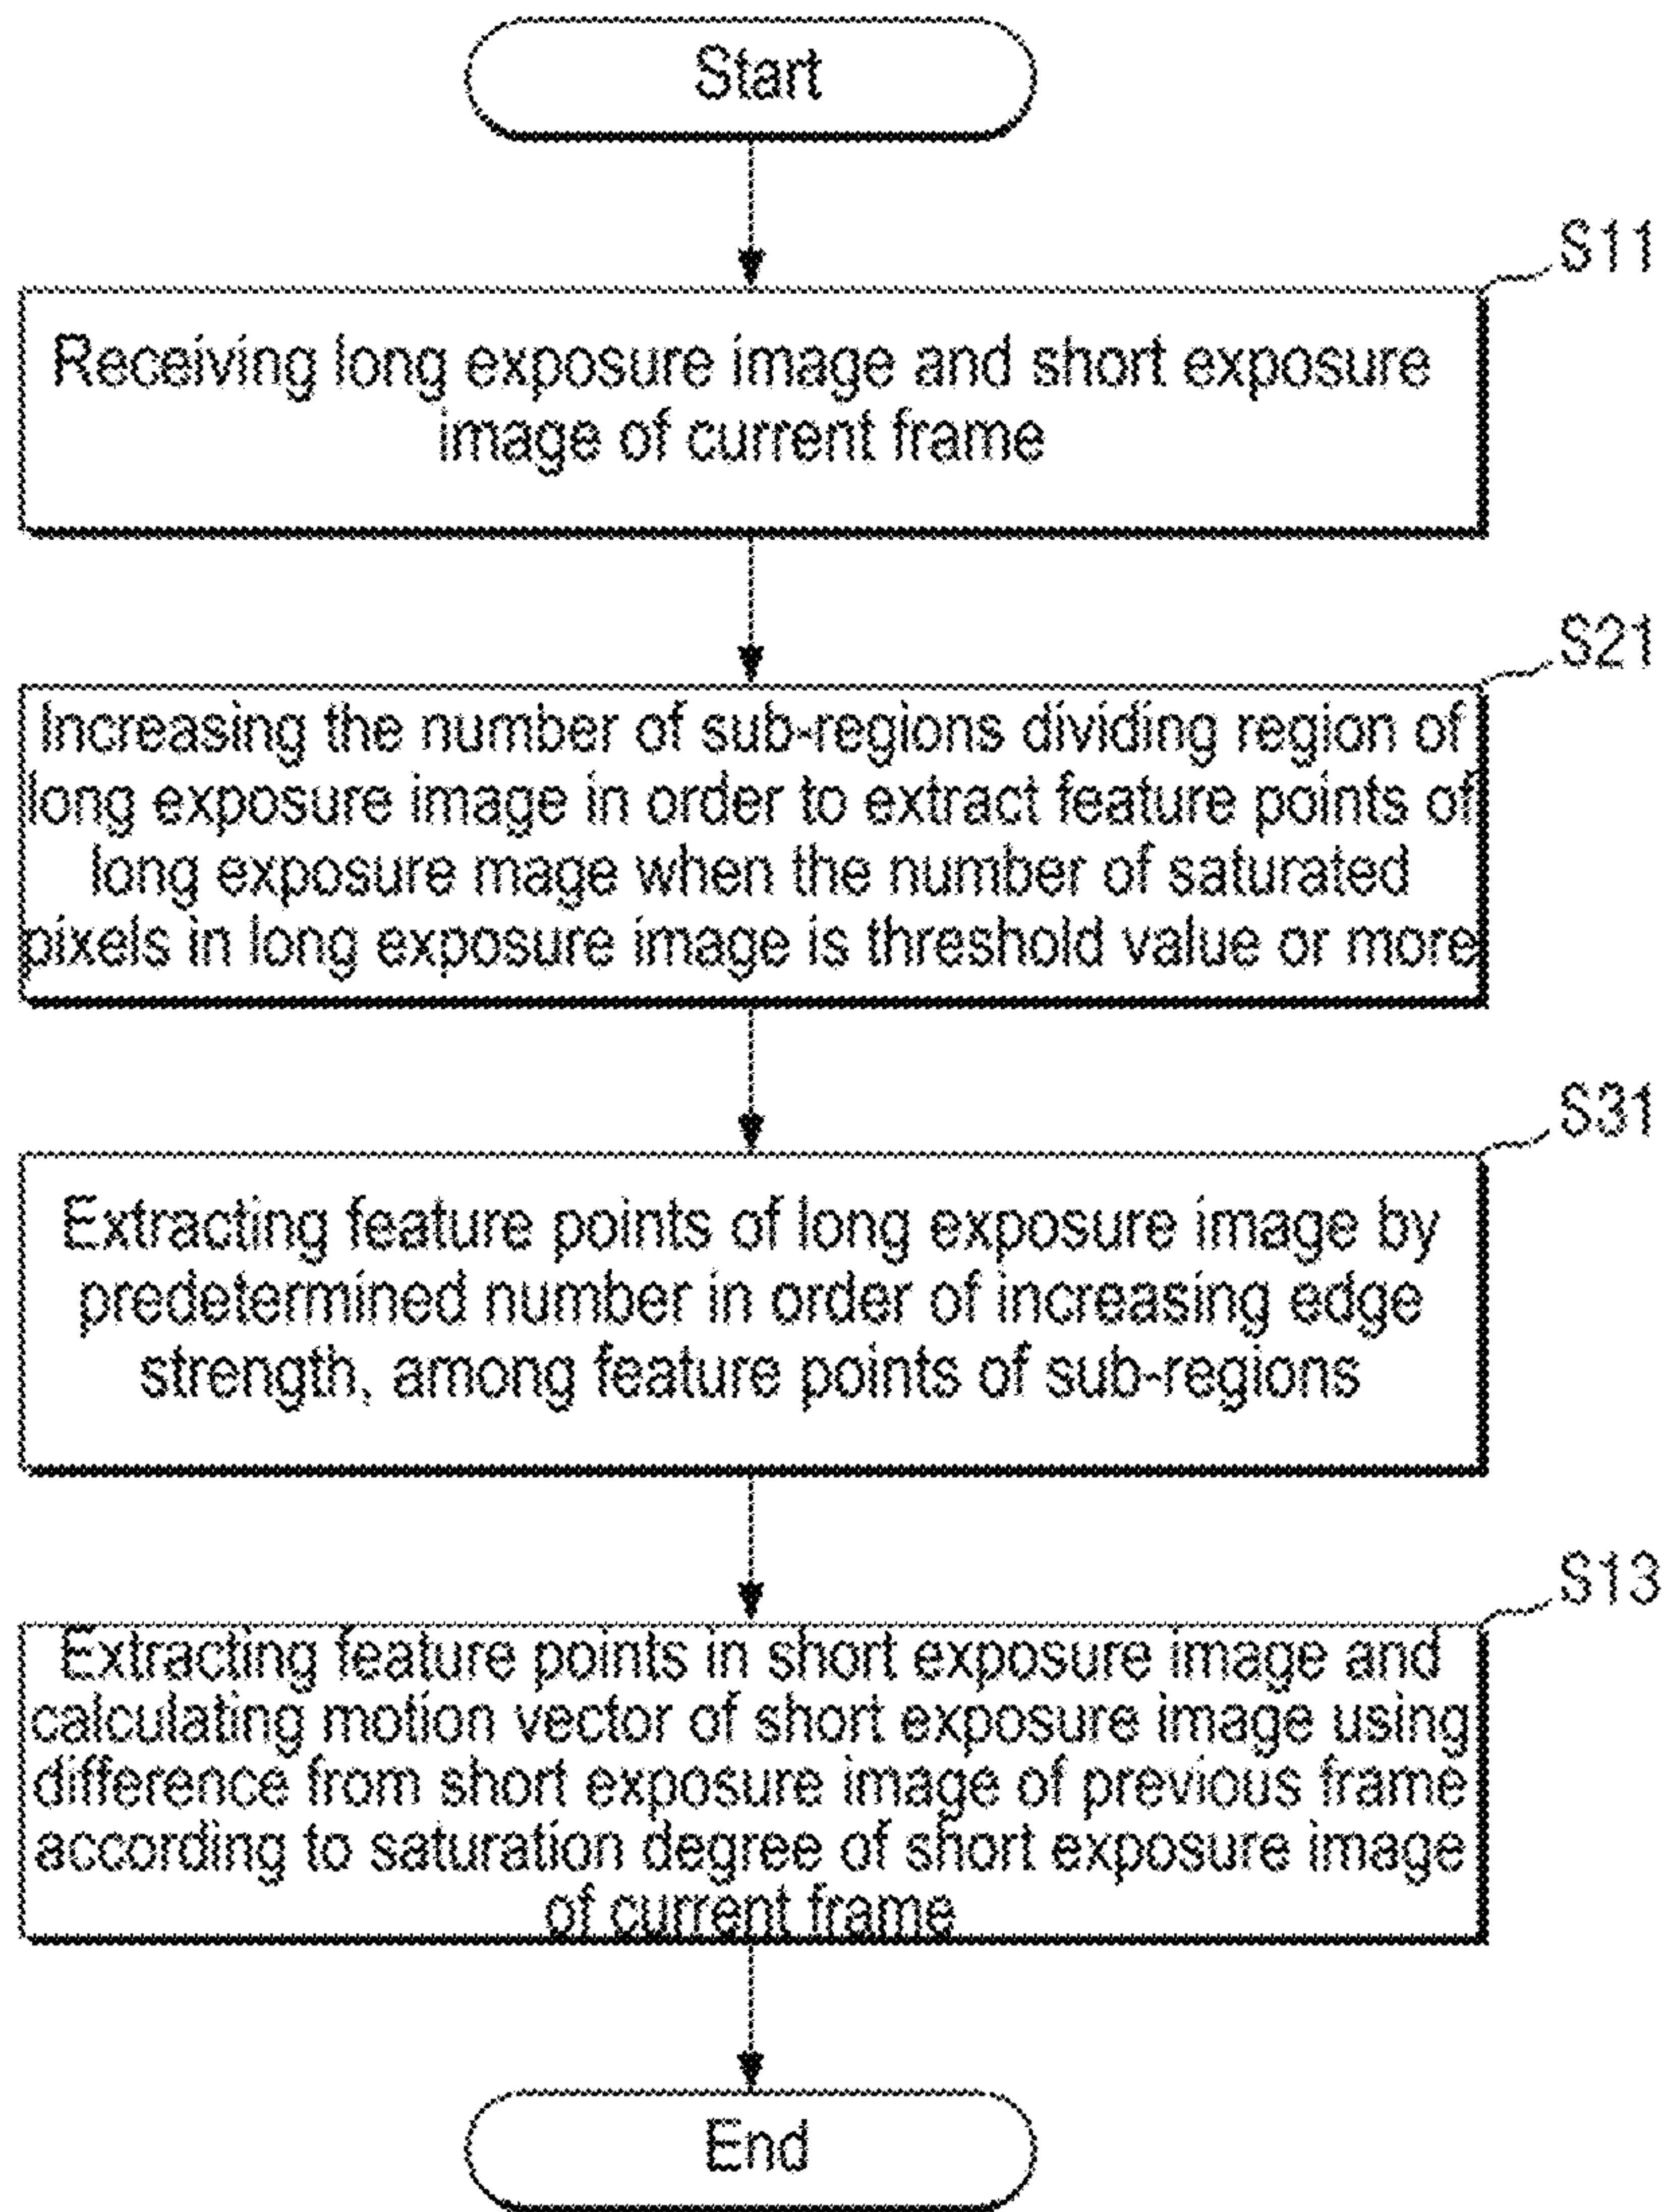 Start
S11
Receiving long exposure image and short exposure
image of current frame
S21
Increasing the number of sub-regions dividing region of
long exposure image in order to extract feature points of
long exposure mage when the number of saturated
pixels in long exposure image is threshold value or more
S31
Extracting feature points of long exposure image by
predetermined number in order of increasing edge
strength, among feature points of sub-regions
S13
Extracting feature points in short exposure image and
calculating motion vector of short exposure image using
difference from short exposure image of previous frame
according to saturation degree of short exposure image
of current frame
End